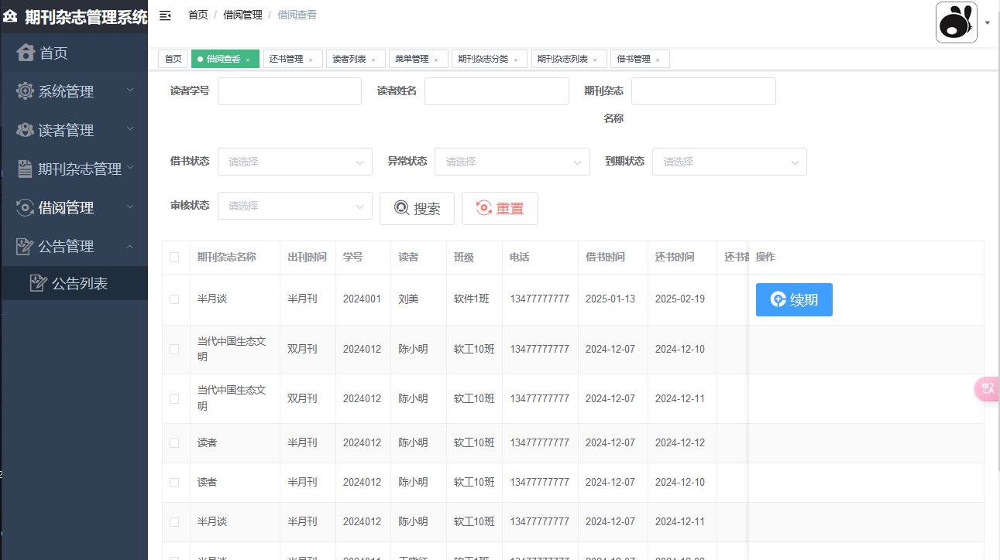 期刊杂志管理系统
首页 / 借阅管理 / 借阅查看
首页
系统管理
读者管理
期刊杂志管理
借阅管理
公告管理
公告列表
首页 借阅查看 × 还书管理 × 读者列表 × 菜单管理 × 期刊杂志分类 × 期刊杂志列表 × 借书管理 ×
读者学号 读者姓名 期刊杂志
名称
借书状态 请选择 异常状态 请选择 到期状态 请选择
审核状态 请选择 搜索 重置
期刊杂志名称 出刊时间 学号 读者 班级 电话 借书时间 还书时间 还书 操作
半月谈 半月刊 2024001 刘美 软件1班 13477777777 2025-01-13 2025-02-19 续期
当代中国生态文
明 双月刊 2024012 陈小明 软工10班 13477777777 2024-12-07 2024-12-10
当代中国生态文
明 双月刊 2024012 陈小明 软工10班 13477777777 2024-12-07 2024-12-11
读者 半月刊 2024012 陈小明 软工10班 13477777777 2024-12-07 2024-12-12
读者 半月刊 2024012 陈小明 软工10班 13477777777 2024-12-07 2024-12-10
半月谈 半月刊 2024012 陈小明 软工10班 13477777777 2024-12-07 2024-12-11